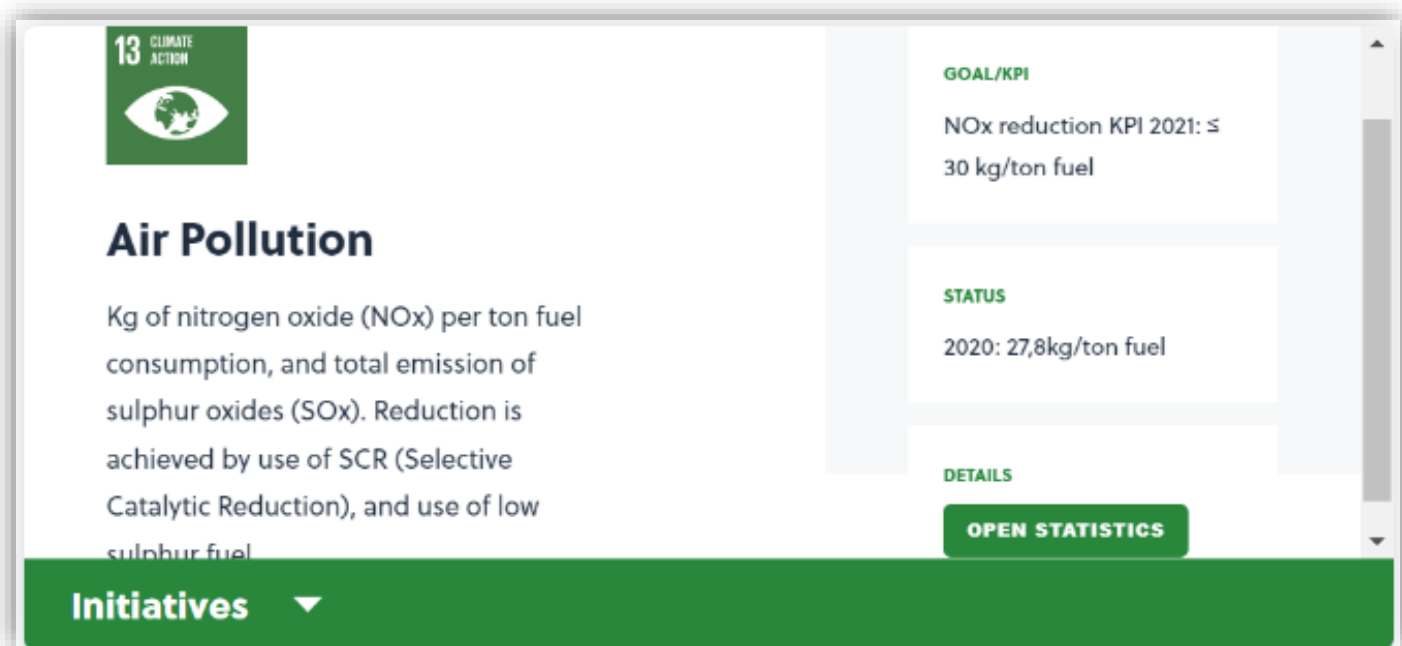 13 CLIMATE
ACTION
Air Pollution
Kg of nitrogen oxide (NOx) per ton fuel
consumption, and total emission of
sulphur oxides (SOx). Reduction is
achieved by use of SCR (Selective
Catalytic Reduction), and use of low
sulphur fuel
GOAL/KPI
NOx reduction KPI 2021: ≤
30 kg/ton fuel
STATUS
2020: 27,8kg/ton fuel
DETAILS
OPEN STATISTICS
Initiatives